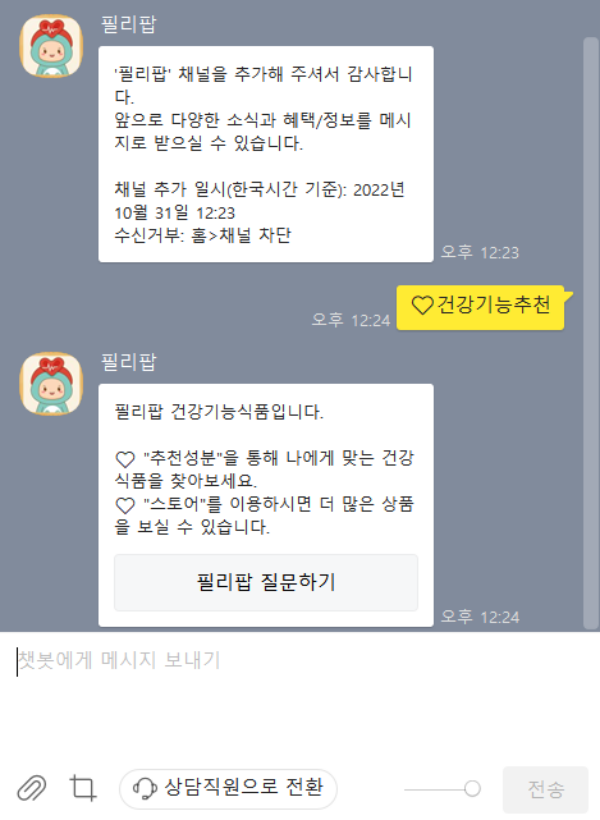 필리팝
'필리팝' 채널을 추가해 주셔서 감사합니
다.
앞으로 다양한 소식과 혜택/정보를 메시
지로 받으실 수 있습니다.
채널 추가 일시(한국시간 기준): 2022년
10월 31일 12:23
수신거부: 홈>채널 차단
오후 12:23
♡건강기능추천
오후 12:24
필리팝
필리팝 건강기능식품입니다.
♡ "추천성분"을 통해 나에게 맞는 건강
식품을 찾아보세요.
♡ "스토어"를 이용하시면 더 많은 상품
을 보실 수 있습니다.
필리팝 질문하기
오후 12:24
챗봇에게 메시지 보내기
상담직원으로 전환
전송